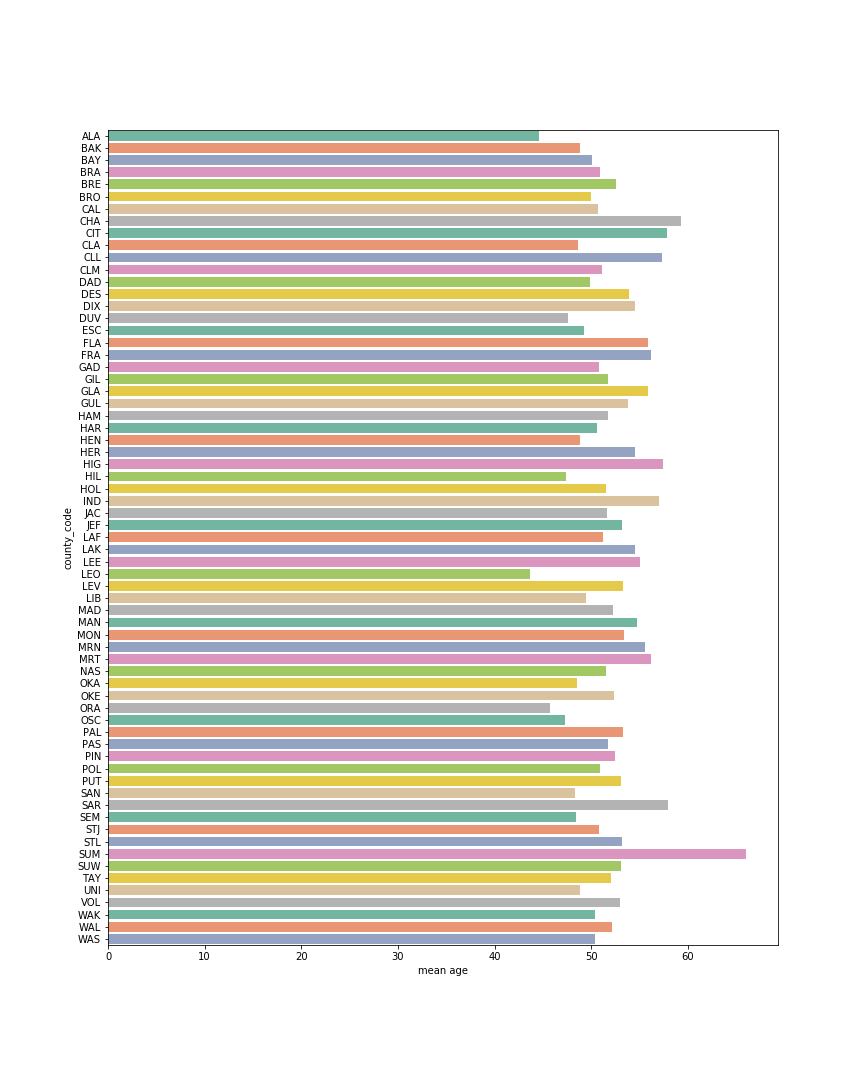 ALA
BAK
BAY
BRA
BRE
BRO
CAL
CHA
CIT
CLA
CLL
CLM
DAD
DES
DIX
DUV
ESC
FLA
FRA
GAD
GIL
GLA
GUL
HAM
HAR
HEN
HER
HIG
HIL
HOL
IND
JAC
JEF
LAF
LAK
LEE
LEO
LEV
LIB
MAD
MAN
MON
MRN
MRT
NAS
OKA
OKE
ORA
OSC
PAL
PAS
PIN
POL
PUT
SAN
SAR
SEM
STJ
STL
SUM
SUW
TAY
UNI
VOL
WAK
WAL
WAS
county_code
0 10 20 30 40 50 60
mean age